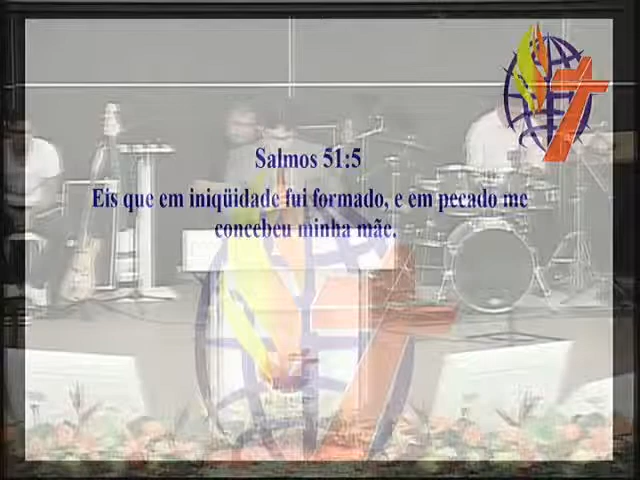 Salmos 51:5
Eis que em iniqüidade fui formado, e em pecado me
concebeu minha mãe.